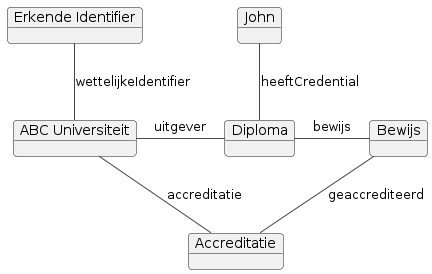 Erkende Identifier
John
wettelijkeIdentifier
heeftCredential
ABC Universiteit
uitgever
Diploma
bewijs
Bewijs
accreditatie
geaccrediteerd
Accreditatie